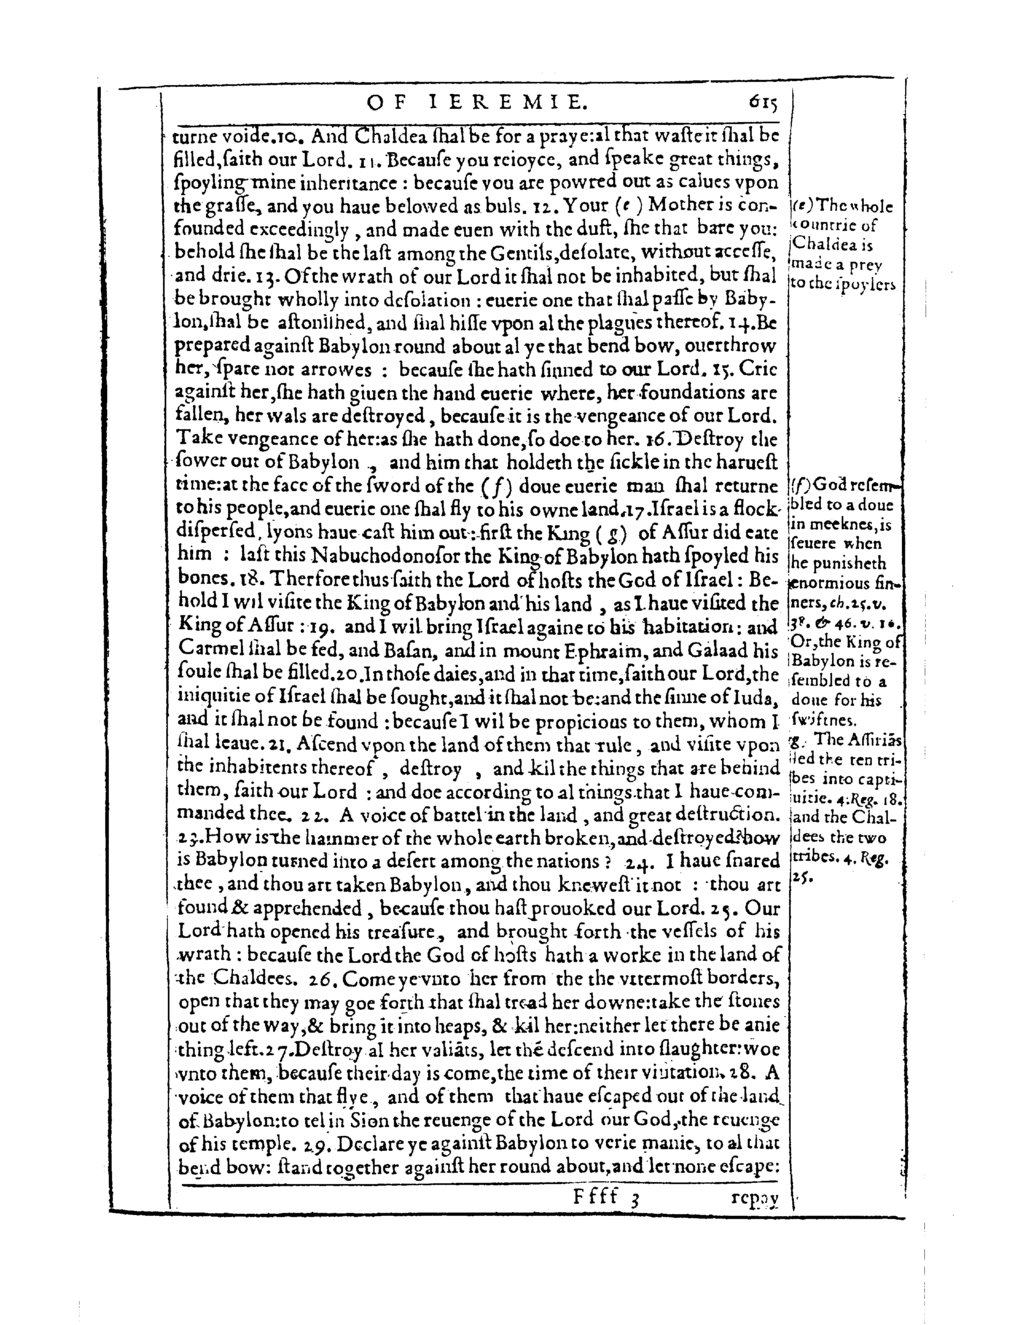 OF IEREMIE. 615
turne voide. 10. And Chaldea ſhal be for a praye: al that waſte it ſhal be
filled, ſaith our Lord. 11. Becauſe you reioyce, and ſpeake great things,
ſpoyling mine inheritance : becauſe you are powred out as calues vpon
the graſſe, and you haue belowed as buls. 12. Your (e) Mother is con-
founded exceedingly, and made euen with the duſt, ſhe that bare you:
behold ſhe ſhal be the laſt among the Gentils, deſolate, without acceſſe,
and drie. 13. Of the wrath of our Lord it ſhal not be inhabited, but ſhal
be brought wholly into deſolation : euerie one that ſhal paſſe by Baby-
lon, ſhal be aſtoniſhed, and ſhal hiſſe vpon al the plagues thereof. 14. Be
prepared againſt Babylon round about al ye that bend bow, ouerthrow
her, ſpare not arrowes : becauſe ſhe hath ſinned to our Lord. 15. Crie
againſt her, ſhe hath giuen the hand euerie where, her foundations are
fallen, her wals are deſtroyed, becauſe it is the vengeance of our Lord.
Take vengeance of her: as ſhe hath done, ſo doe to her. 16. Deſtroy the
ſower out of Babylon, and him that holdeth the ſickle in the harueſt
time: at the face of the ſword of the (f) doue euerie man ſhal returne
to his people, and euerie one ſhal fly to his owne land. 17. Iſrael is a flock
diſperſed, lyons haue caſt him out: firſt the King (g) of Aſſur did eate
him : laſt this Nabuchodonoſor the King of Babylon hath ſpoyled his
bones. 18. Therfore thus ſaith the Lord of hoſts the God of Iſrael : Be-
hold I wil viſite the King of Babylon and his land, as I haue viſited the
King of Aſſur : 19. and I wil bring Iſrael againe to his habitation: and
Carmel ſhal be fed, and Baſan, and in mount Ephraim, and Galaad his
ſoule ſhal be filled. 20. In thoſe daies, and in that time, ſaith our Lord, the
iniquitie of Iſrael ſhal be ſought, and it ſhal not be: and the ſinne of Iuda,
and it ſhal not be found : becauſe I wil be propicious to them, whom I
ſhal leaue. 21. Aſcend vpon the land of them that rule, and viſite vpon
the inhabitents thereof, deſtroy, and kil the things that are behind
them, ſaith our Lord : and doe according to al things that I haue com-
manded thee. 22. A voice of battel in the land, and great deſtruction.
23. How is the hammer of the whole earth broken, and deſtroyed? how
is Babylon turned into a deſert among the nations ? 24. I haue ſnared
thee, and thou art taken Babylon, and thou kneweſt it not : thou art
found & apprehended, becauſe thou haſt prouoked our Lord. 25. Our
Lord hath opened his treaſure, and brought forth the veſſels of his
wrath : becauſe the Lord the God of hoſts hath a worke in the land of
the Chaldees. 26. Come ye vnto her from the the vttermoſt borders,
open that they may goe forth that ſhal tread her downe: take the ſtones
out of the way, & bring it into heaps, & kil her: neither let there be anie
thing left. 27. Deſtroy al her valiãts, let thẽ deſcend into ſlaughter: woe
vnto them, becauſe their day is come, the time of their viſitation. 28. A
voice of them that flye, and of them that haue eſcaped out of the land
of Babylon: to tel in Sion the reuenge of the Lord our God, the reuenge
of his temple. 29. Declare ye againſt Babylon to verie manie, to al that
bend bow: ſtand together againſt her round about, and let none eſcape:
Ffff 3 repay
(e) The whole
countrie of
Chaldea is
made a prey
to the ſpoylers
(f) God reſem-
bled to a doue
in meeknes, is
ſeuere when
he puniſheth
enormious ſin-
ners, ch. 25. v.
38. & 46. v. 16.
Or, the King of
Babylon is re-
ſembled to a
doue for his
ſwiftnes.
g. The Aſſiriãs
led the ten tri-
bes into capti-
uitie. 4. Reg. 18.
and the Chal-
dees the two
tribes. 4. Reg.
25.